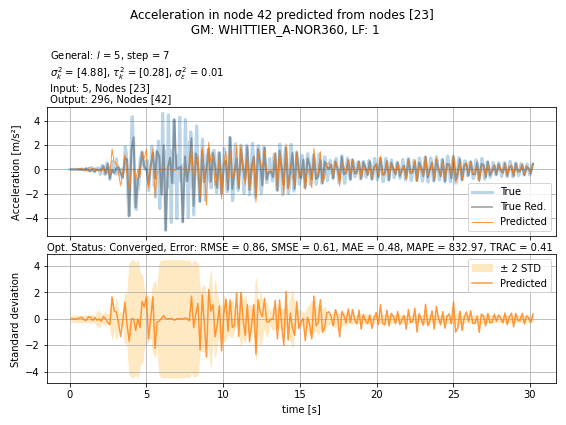 Acceleration in node 42 predicted from nodes [23]
GM: WHITTIER_A-NOR360, LF: 1
General: l = 5, step = 7
σ²ₖ = [4.88], τ²ₖ = [0.28], σ²ε = 0.01
Input: 5, Nodes [23]
Output: 296, Nodes [42]
Acceleration [m/s²]
4
2
0
−2
−4
True
True Red.
Predicted
Opt. Status: Converged, Error: RMSE = 0.86, SMSE = 0.61, MAE = 0.48, MAPE = 832.97, TRAC = 0.41
Standard deviation
4
2
0
−2
−4
± 2 STD
Predicted
0 5 10 15 20 25 30
time [s]